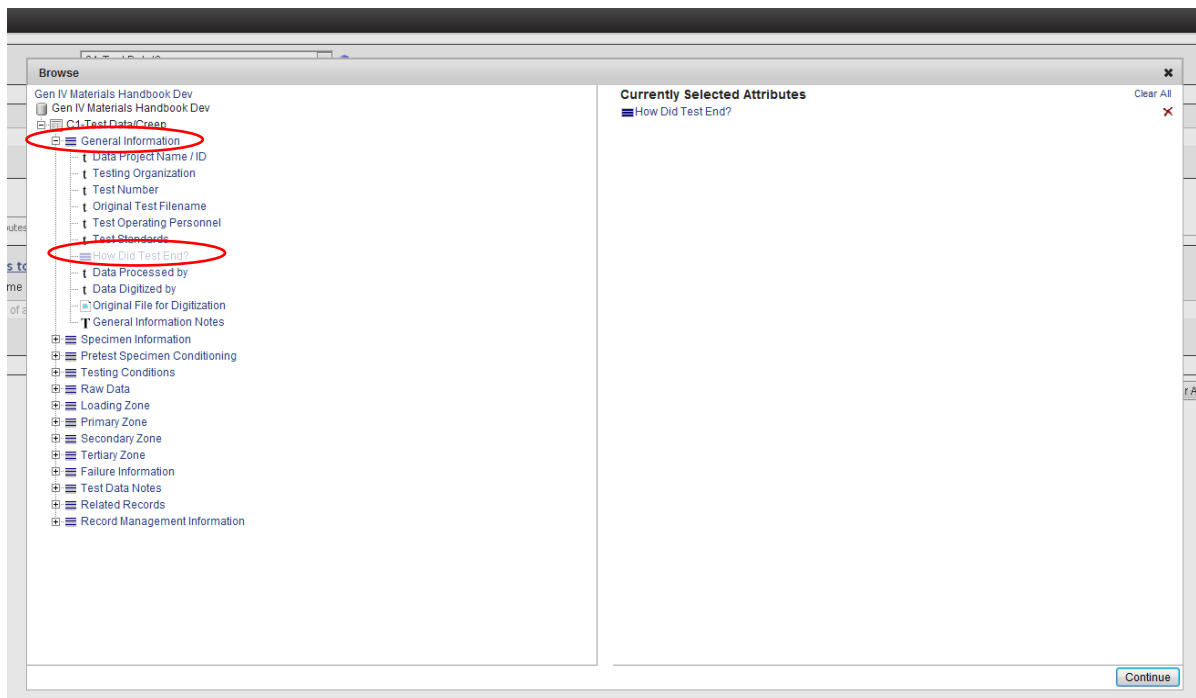 Browse
Gen IV Materials Handbook Dev
Gen IV Materials Handbook Dev
C1-Test Data/Creep
General Information
t Data Project Name / ID
t Testing Organization
t Test Number
t Original Test Filename
t Test Operating Personnel
t Test Standards
How Did Test End?
t Data Processed by
t Data Digitized by
Original File for Digitization
T General Information Notes
Specimen Information
Pretest Specimen Conditioning
Testing Conditions
Raw Data
Loading Zone
Primary Zone
Secondary Zone
Tertiary Zone
Failure Information
Test Data Notes
Related Records
Record Management Information
Currently Selected Attributes
Clear All
How Did Test End?
Continue